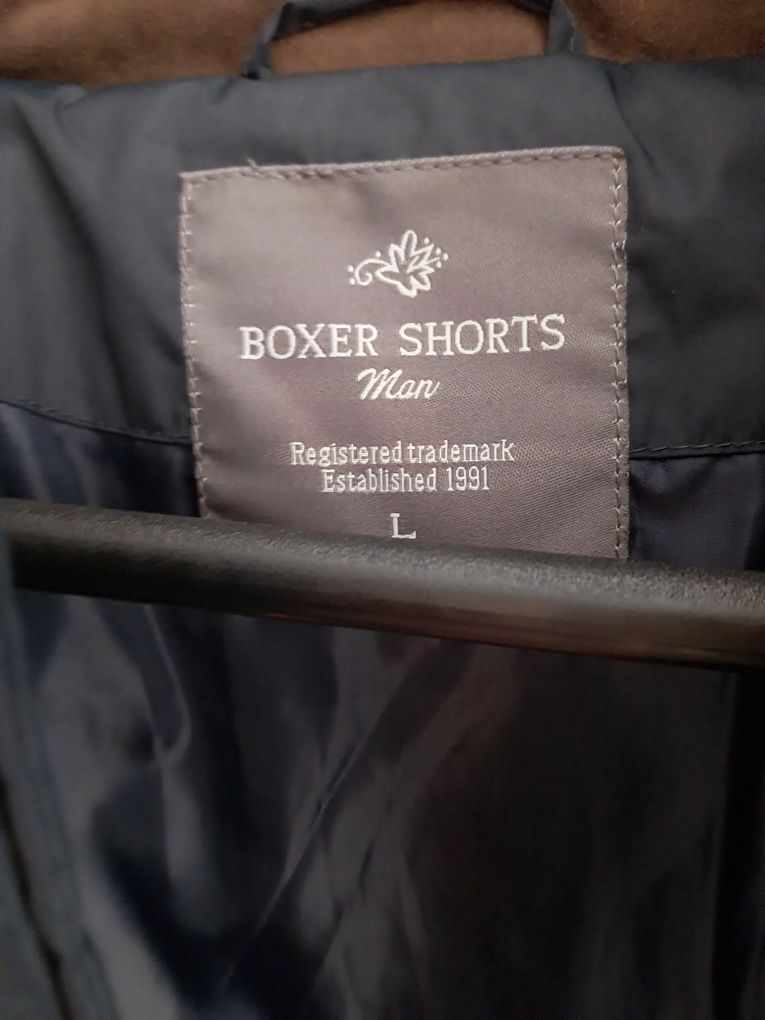 BOXER SHORTS
Man
Registered trademark
Established 1991
L